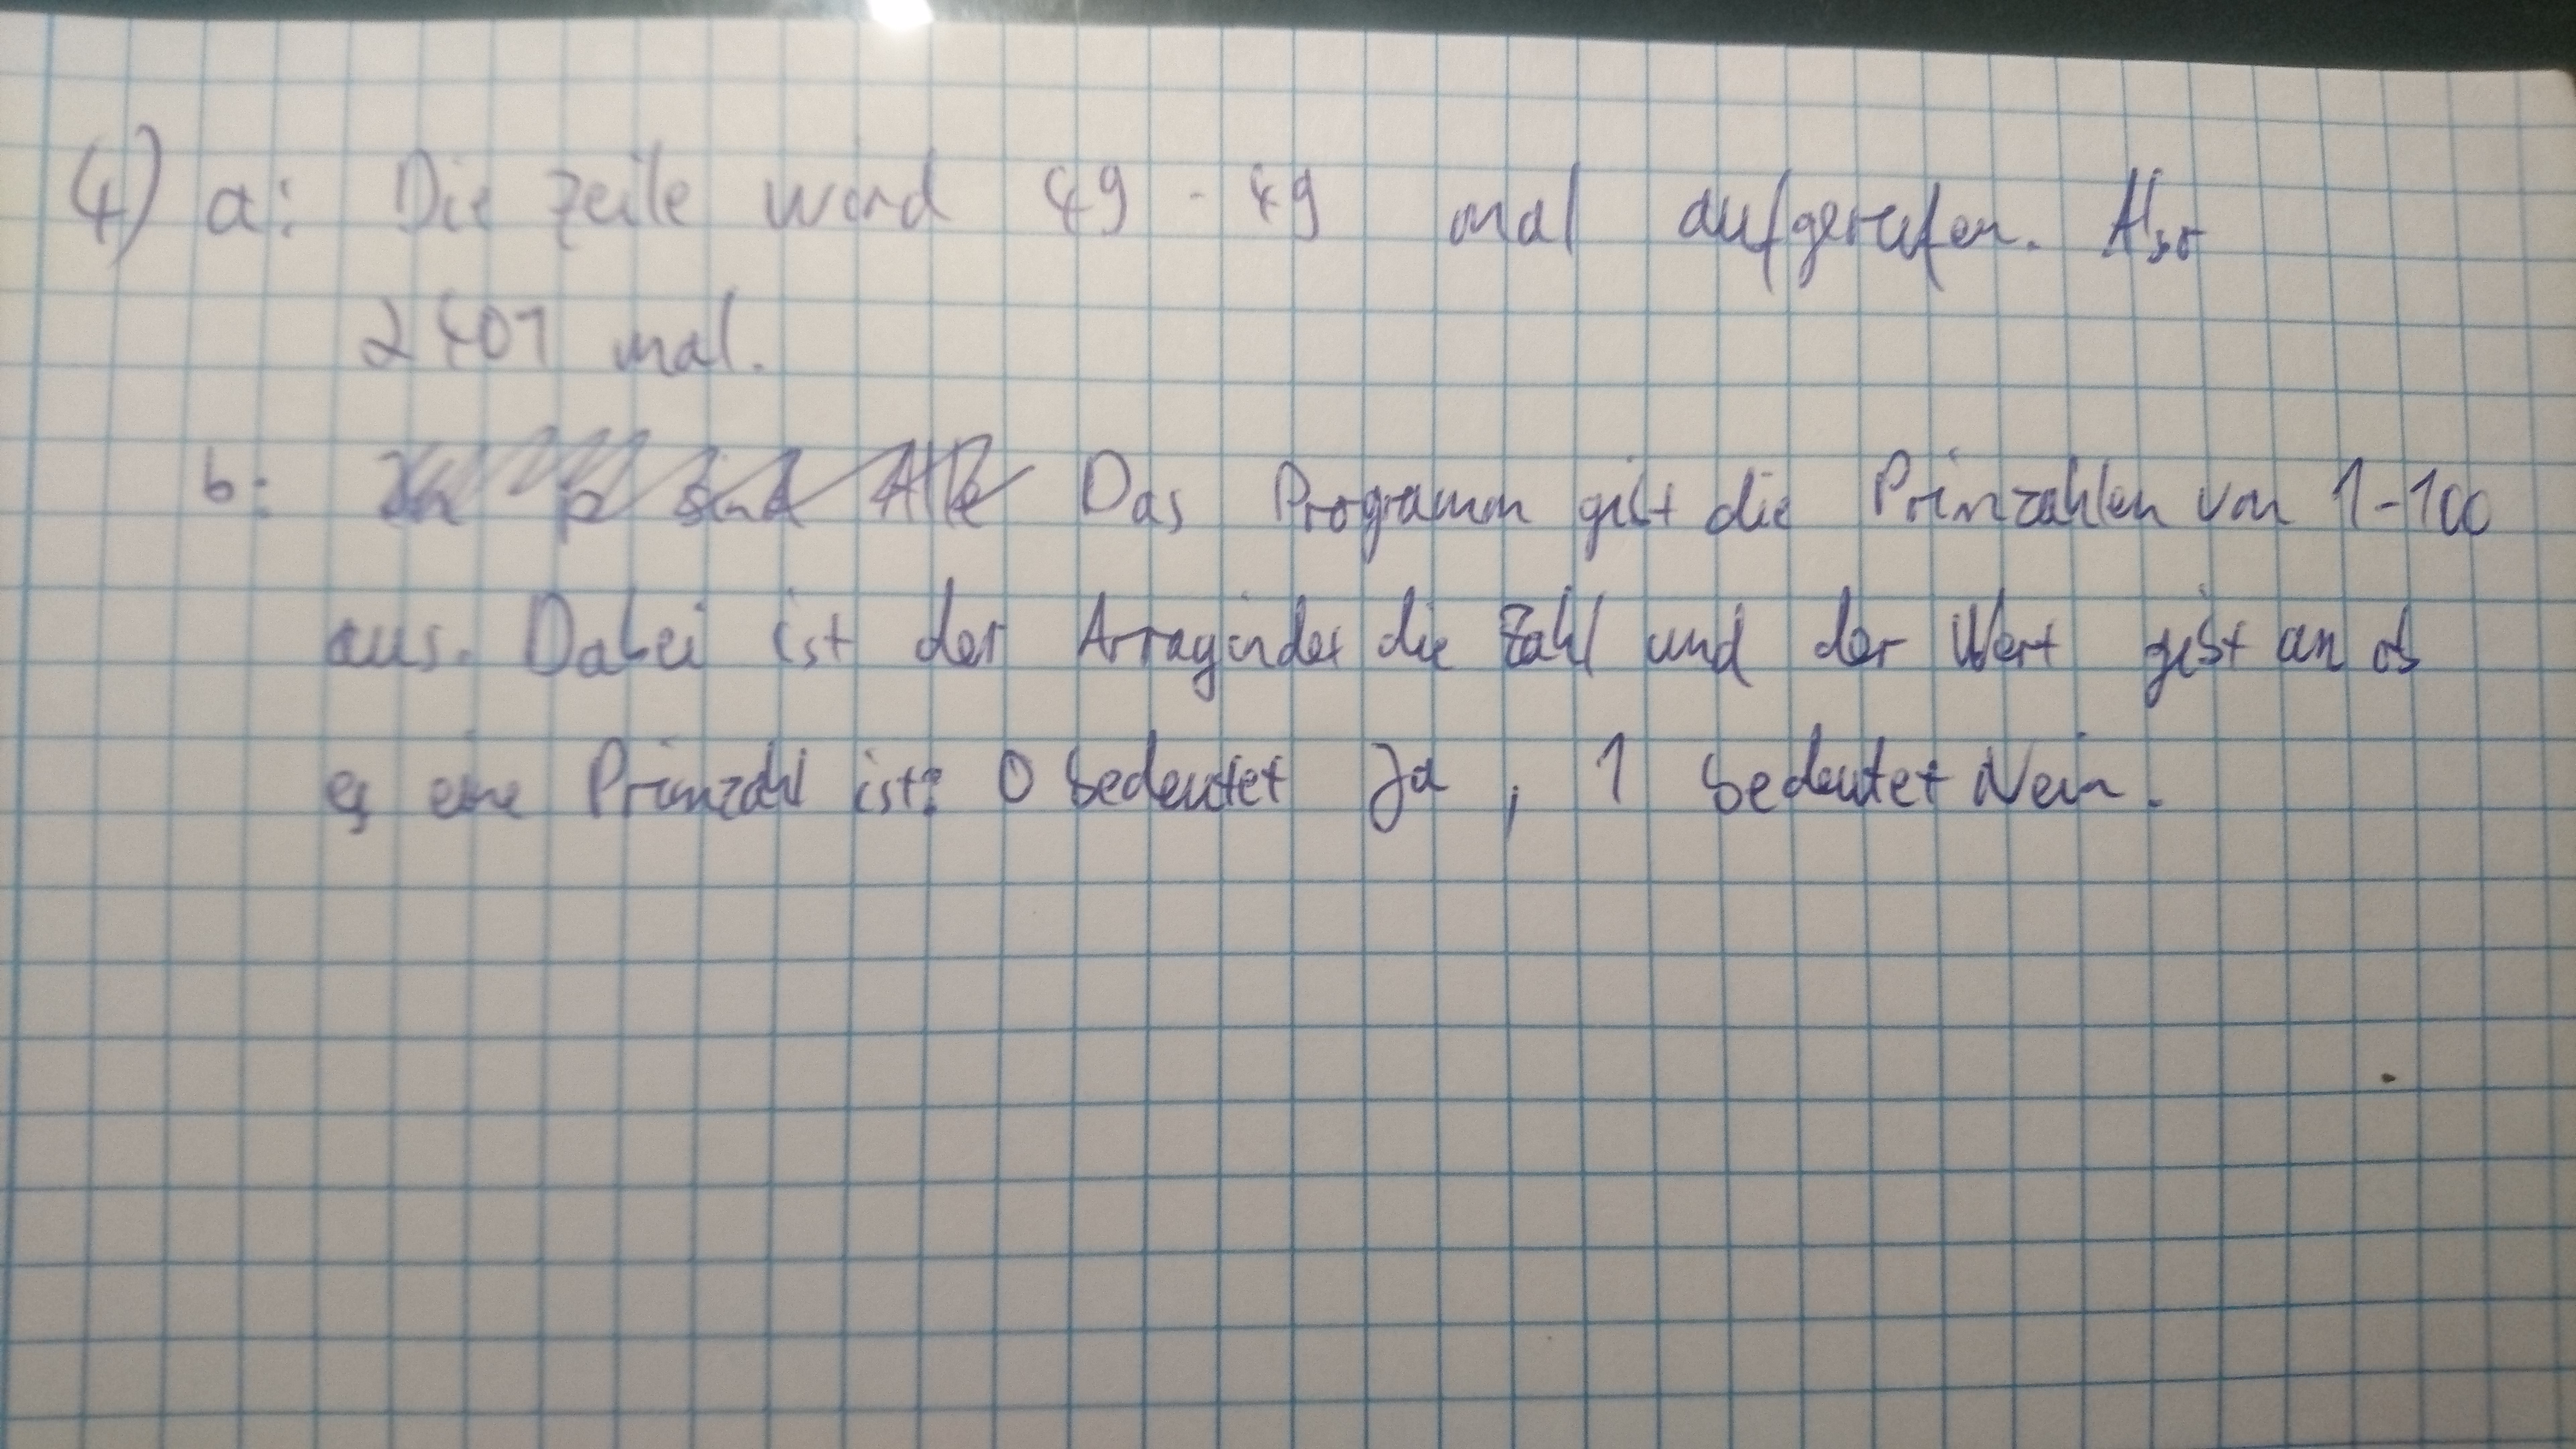 4) a: Die Zeile wird 49 · 49 mal aufgerufen. Also
2401 mal.
b: Das Programm gibt die Primzahlen von 1-100
aus. Dabei ist der Arrayindex die Zahl und der Wert gibt an ob
es eine Primzahl ist: 0 bedeutet Ja, 1 bedeutet Nein.